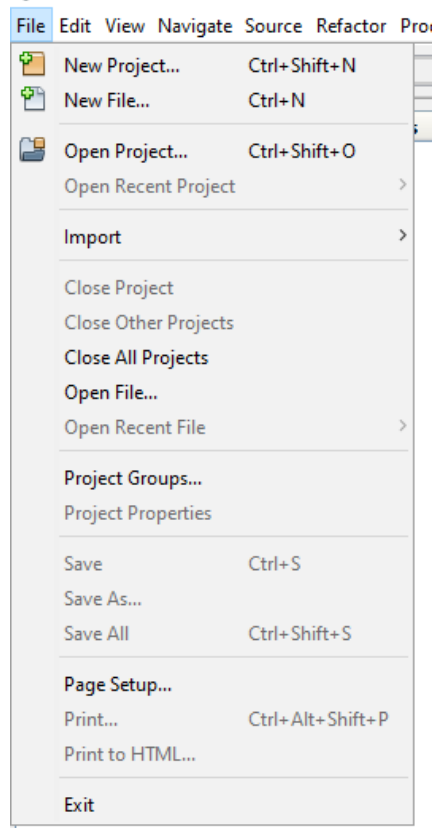 File Edit View Navigate Source Refactor
New Project... Ctrl+Shift+N
New File... Ctrl+N
Open Project... Ctrl+Shift+O
Open Recent Project >
Import >
Close Project
Close Other Projects
Close All Projects
Open File...
Open Recent File >
Project Groups...
Project Properties
Save Ctrl+S
Save As...
Save All Ctrl+Shift+S
Page Setup...
Print... Ctrl+Alt+Shift+P
Print to HTML...
Exit